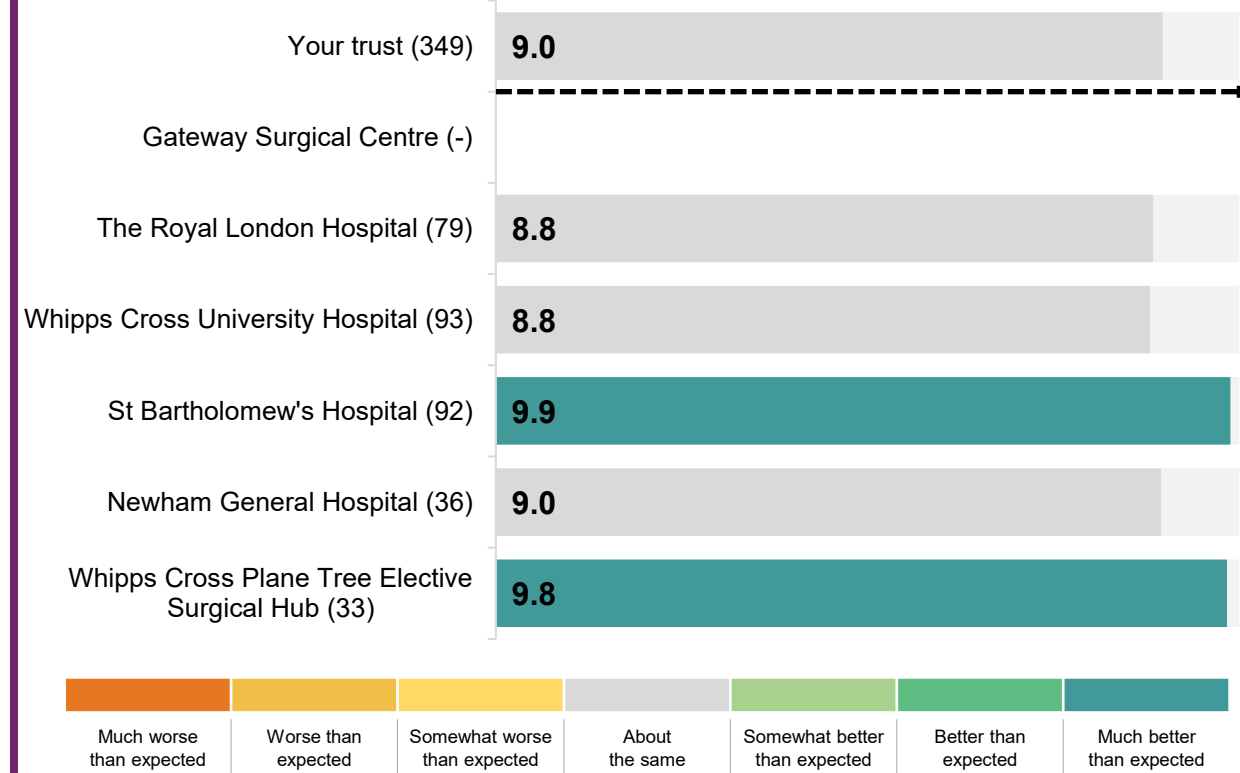 Your trust (349)
9.0
Gateway Surgical Centre (-)
The Royal London Hospital (79)
8.8
Whipps Cross University Hospital (93)
8.8
St Bartholomew's Hospital (92)
9.9
Newham General Hospital (36)
9.0
Whipps Cross Plane Tree Elective
Surgical Hub (33)
9.8
Much worse
than expected
Worse than
expected
Somewhat worse
than expected
About
the same
Somewhat better
than expected
Better than
expected
Much better
than expected